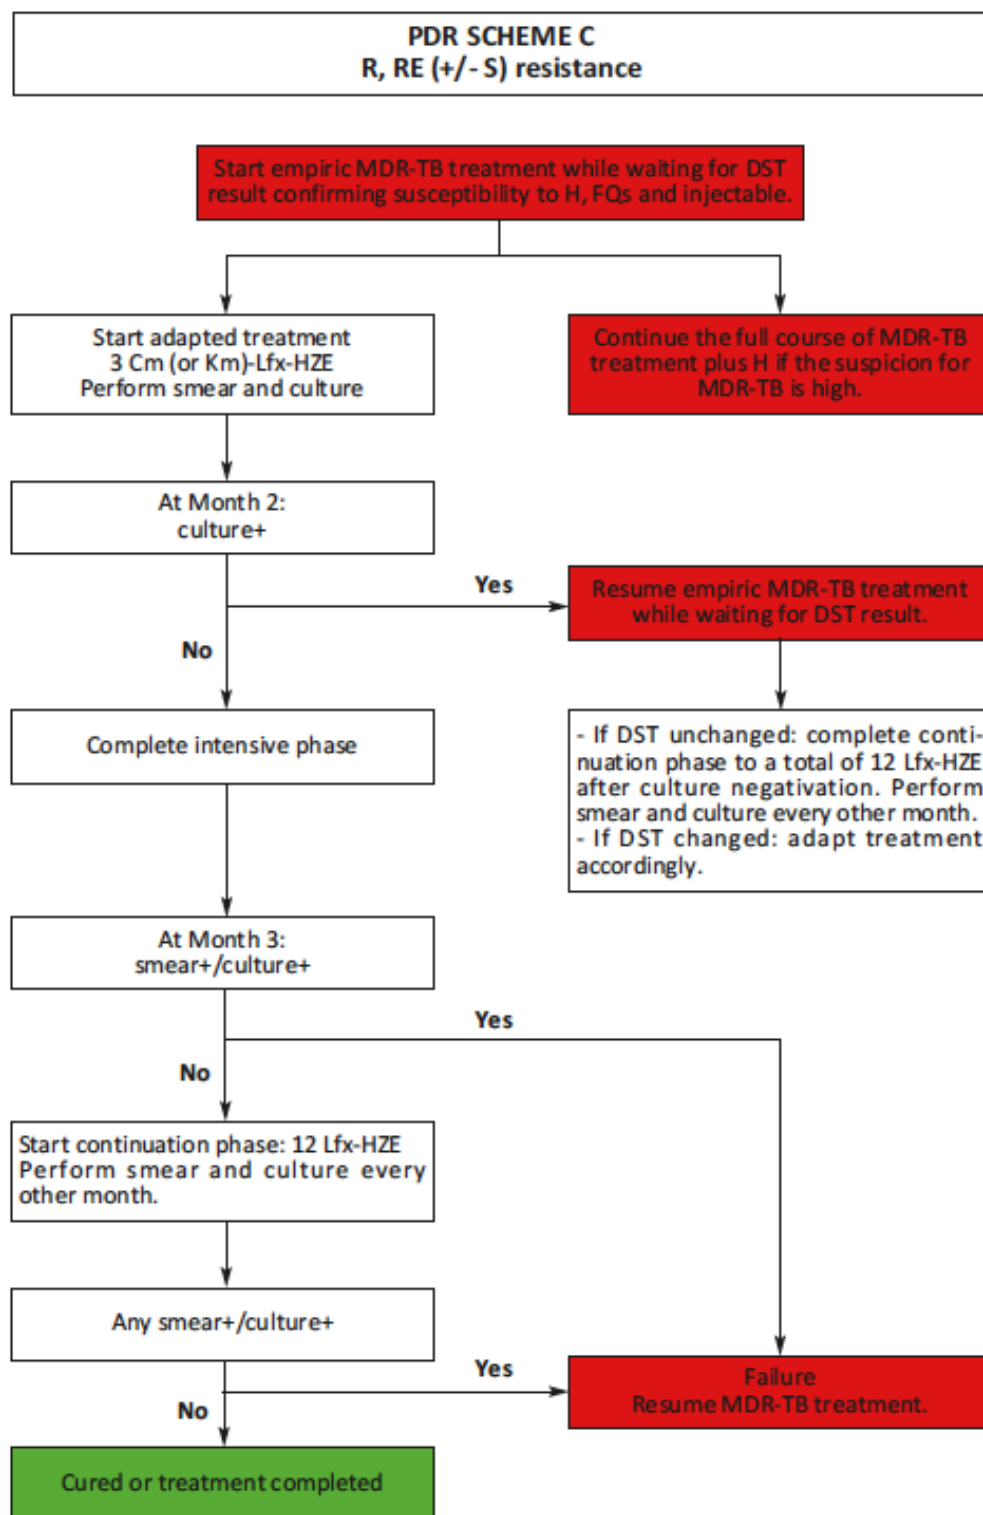 PDR SCHEME C
R, RE (+/- S) resistance
Start empiric MDR-TB treatment while waiting for DST
result confirming susceptibility to H, FQs and injectable.
Start adapted treatment
3 Cm (or Km)-Lfx-HZE
Perform smear and culture
Continue the full course of MDR-TB
treatment plus H if the suspicion for
MDR-TB is high.
At Month 2:
culture+
Yes
Resume empiric MDR-TB treatment
while waiting for DST result.
No
Complete intensive phase
- If DST unchanged: complete conti-
nuation phase to a total of 12 Lfx-HZE
after culture negativation. Perform
smear and culture every other month.
- If DST changed: adapt treatment
accordingly.
At Month 3:
smear+/culture+
Yes
No
Start continuation phase: 12 Lfx-HZE
Perform smear and culture every
other month.
Any smear+/culture+
Yes
Failure
Resume MDR-TB treatment.
No
Cured or treatment completed